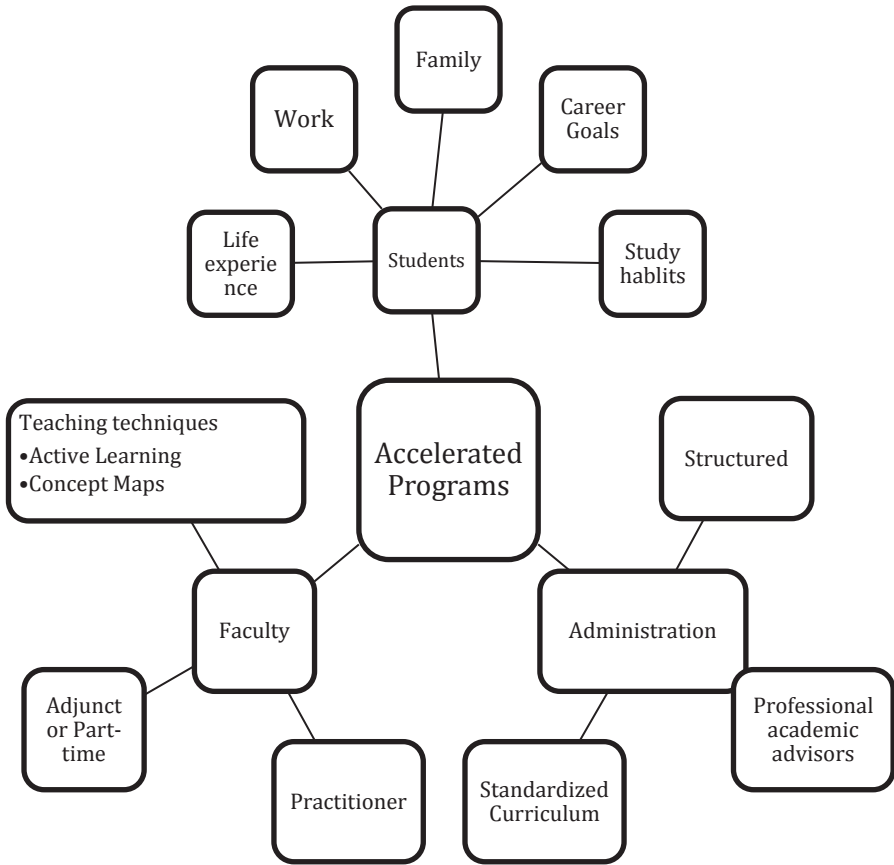 Family
Work
Career
Goals
Life
experie
nce
Students
Study
hablits
Teaching techniques
•Active Learning
•Concept Maps
Accelerated
Programs
Structured
Faculty
Administration
Adjunct
or Part-
time
Practitioner
Standardized
Curriculum
Professional
academic
advisors